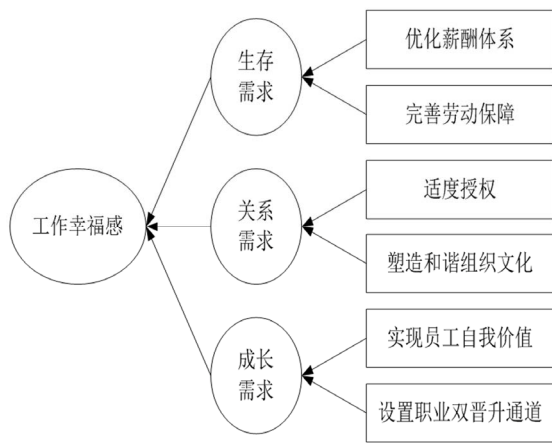 生存
需求
优化薪酬体系
完善劳动保障
工作幸福感
关系
需求
适度授权
塑造和谐组织文化
成长
需求
实现员工自我价值
设置职业双晋升通道